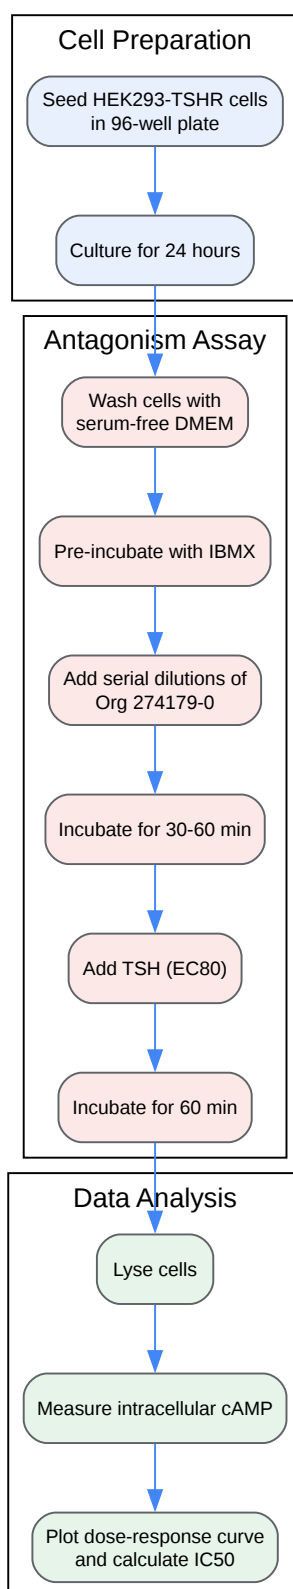 Cell Preparation
Seed HEK293-TSHR cells
in 96-well plate
Culture for 24 hours
Antagonism Assay
Wash cells with
serum-free DMEM
Pre-incubate with IBMX
Add serial dilutions of
Org 274179-0
Incubate for 30-60 min
Add TSH (EC80)
Incubate for 60 min
Data Analysis
Lyse cells
Measure intracellular cAMP
Plot dose-response curve
and calculate IC50